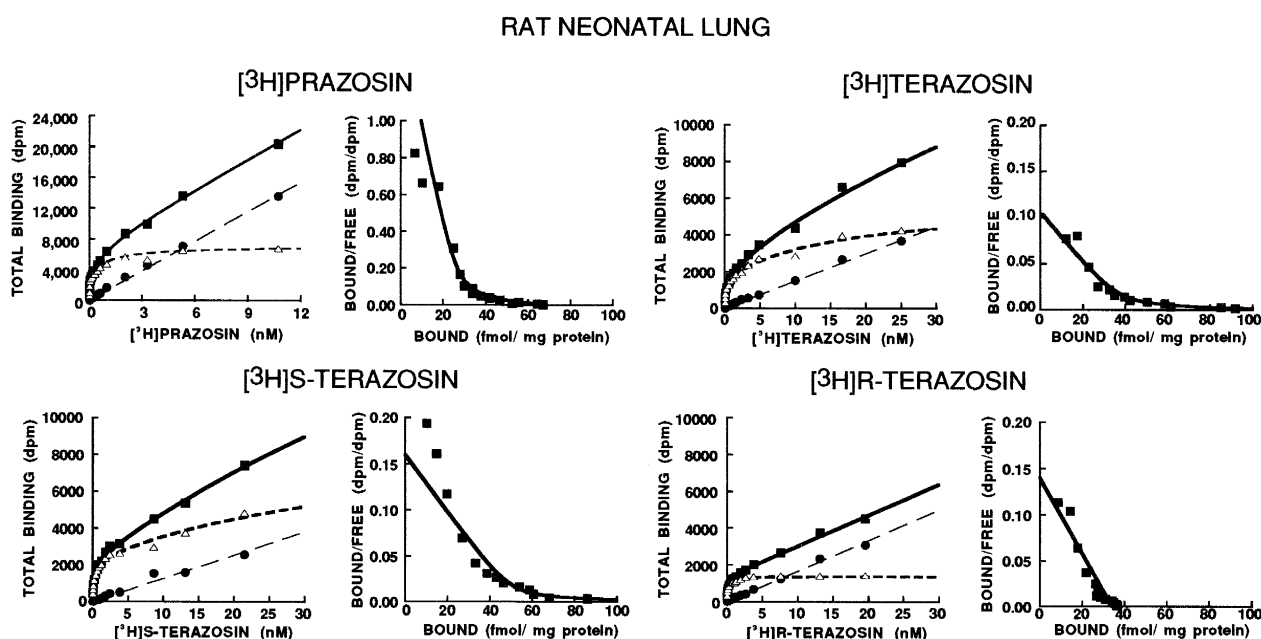 RAT NEONATAL LUNG
[3H]PRAZOSIN
TOTAL BINDING (dpm)
24,000
20,000
16,000
12,000
8,000
4,000
0
0 3 6 9 12
[³H]PRAZOSIN (nM)
BOUND/FREE (dpm/dpm)
1.00
0.80
0.60
0.40
0.20
0.00
0 20 40 60 80 100
BOUND (fmol/ mg protein)
[3H]TERAZOSIN
TOTAL BINDING (dpm)
10000
8000
6000
4000
2000
0
0 5 10 15 20 25 30
[³H]TERAZOSIN (nM)
BOUND/FREE (dpm/dpm)
0.20
0.15
0.10
0.05
0.00
0 20 40 60 80 100
BOUND (fmol/ mg protein)
[3H]S-TERAZOSIN
TOTAL BINDING (dpm)
10000
8000
6000
4000
2000
0
0 5 10 15 20 25 30
[³H]S-TERAZOSIN (nM)
BOUND/FREE (dpm/dpm)
0.20
0.15
0.10
0.05
0.00
0 20 40 60 80 100
BOUND (fmol/ mg protein)
[3H]R-TERAZOSIN
TOTAL BINDING (dpm)
10000
8000
6000
4000
2000
0
0 5 10 15 20 25 30
[³H]R-TERAZOSIN (nM)
BOUND/FREE (dpm/dpm)
0.20
0.15
0.10
0.05
0.00
0 20 40 60 80 100
BOUND (fmol/ mg protein)